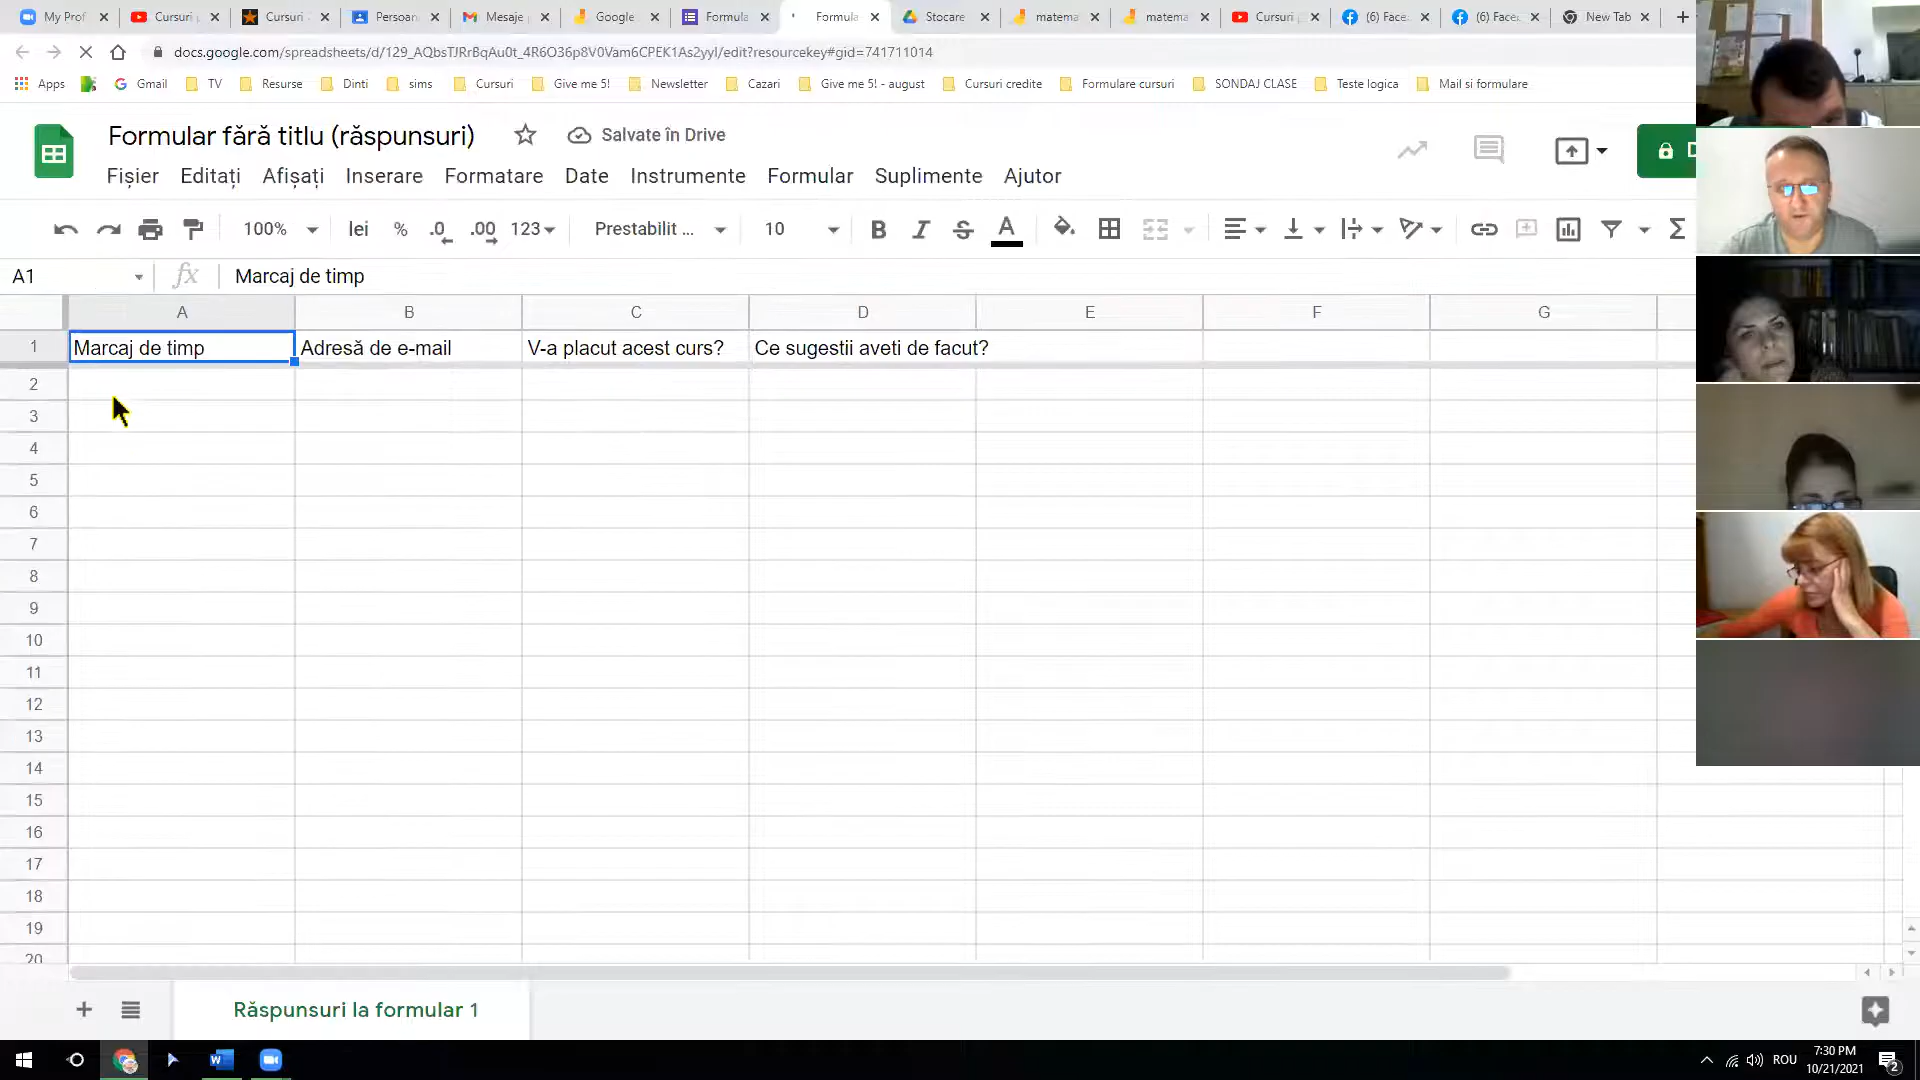 My Prof
Cursuri
Cursuri
Persoan
Mesaje
Google
Formula
Formula
Stocare
matema
matema
Cursuri
(6) Face
(6) Face
New Tab
docs.google.com/spreadsheets/d/129_AQbsTJRrBqAu0t_4R6O36p8V0Vam6CPEK1As2yyI/edit?resourcekey#gid=741711014
Apps
Gmail
TV
Resurse
Dinti
sims
Cursuri
Give me 5!
Newsletter
Cazari
Give me 5! - august
Cursuri credite
Formulare cursuri
SONDAJ CLASE
Teste logica
Mail si formulare
Formular fără titlu (răspunsuri)
Salvate în Drive
Fișier
Editați
Afișați
Inserare
Formatare
Date
Instrumente
Formular
Suplimente
Ajutor
100%
lei
%
.0
.00
123
Prestabilit ...
10
B
I
S
A
Σ
A1
fx
Marcaj de timp
A
B
C
D
E
F
G
1
Marcaj de timp
Adresă de e-mail
V-a placut acest curs?
Ce sugestii aveti de facut?
2
3
4
5
6
7
8
9
10
11
12
13
14
15
16
17
18
19
20
Răspunsuri la formular 1
ROU
7:30 PM
10/21/2021
2